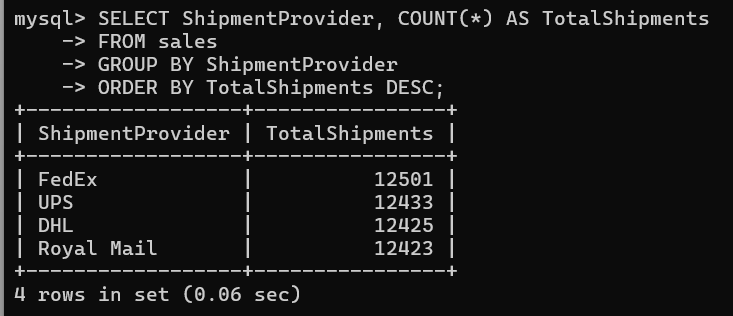 mysql> SELECT ShipmentProvider, COUNT(*) AS TotalShipments
    -> FROM sales
    -> GROUP BY ShipmentProvider
    -> ORDER BY TotalShipments DESC;
+------------------+----------------+
| ShipmentProvider | TotalShipments |
+------------------+----------------+
| FedEx            |          12501 |
| UPS              |          12433 |
| DHL              |          12425 |
| Royal Mail       |          12423 |
+------------------+----------------+
4 rows in set (0.06 sec)